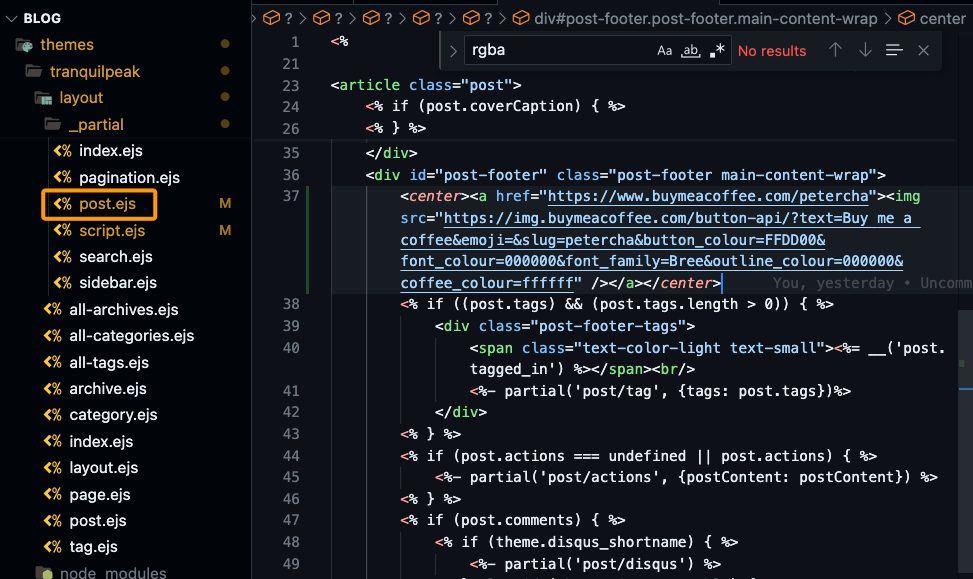 BLOG
themes
tranquilpeak
layout
_partial
index.ejs
pagination.ejs
post.ejs M
script.ejs M
search.ejs
sidebar.ejs
all-archives.ejs
all-categories.ejs
all-tags.ejs
archive.ejs
category.ejs
index.ejs
layout.ejs
page.ejs
post.ejs
tag.ejs
node_modules
? > ? > ? > ? > ? > div#post-footer.post-footer.main-content-wrap > center
rgba Aa ab .* No results
1 <%
21
23 <article class="post">
24 <% if (post.coverCaption) { %>
26 <% } %>
35 </div>
36 <div id="post-footer" class="post-footer main-content-wrap">
37 <center><a href="https://www.buymeacoffee.com/petercha"><img
src="https://img.buymeacoffee.com/button-api/?text=Buy me a
coffee&emoji=&slug=petercha&button_colour=FFDD00&
font_colour=000000&font_family=Bree&outline_colour=000000&
coffee_colour=ffffff" /></a></center> You, yesterday • Uncomm
38 <% if ((post.tags) && (post.tags.length > 0)) { %>
39 <div class="post-footer-tags">
40 <span class="text-color-light text-small"><%= __('post.
tagged_in') %></span><br/>
41 <%- partial('post/tag', {tags: post.tags})%>
42 </div>
43 <% } %>
44 <% if (post.actions === undefined || post.actions) { %>
45 <%- partial('post/actions', {postContent: postContent}) %>
46 <% } %>
47 <% if (post.comments) { %>
48 <% if (theme.disqus_shortname) { %>
49 <%- partial('post/disqus') %>